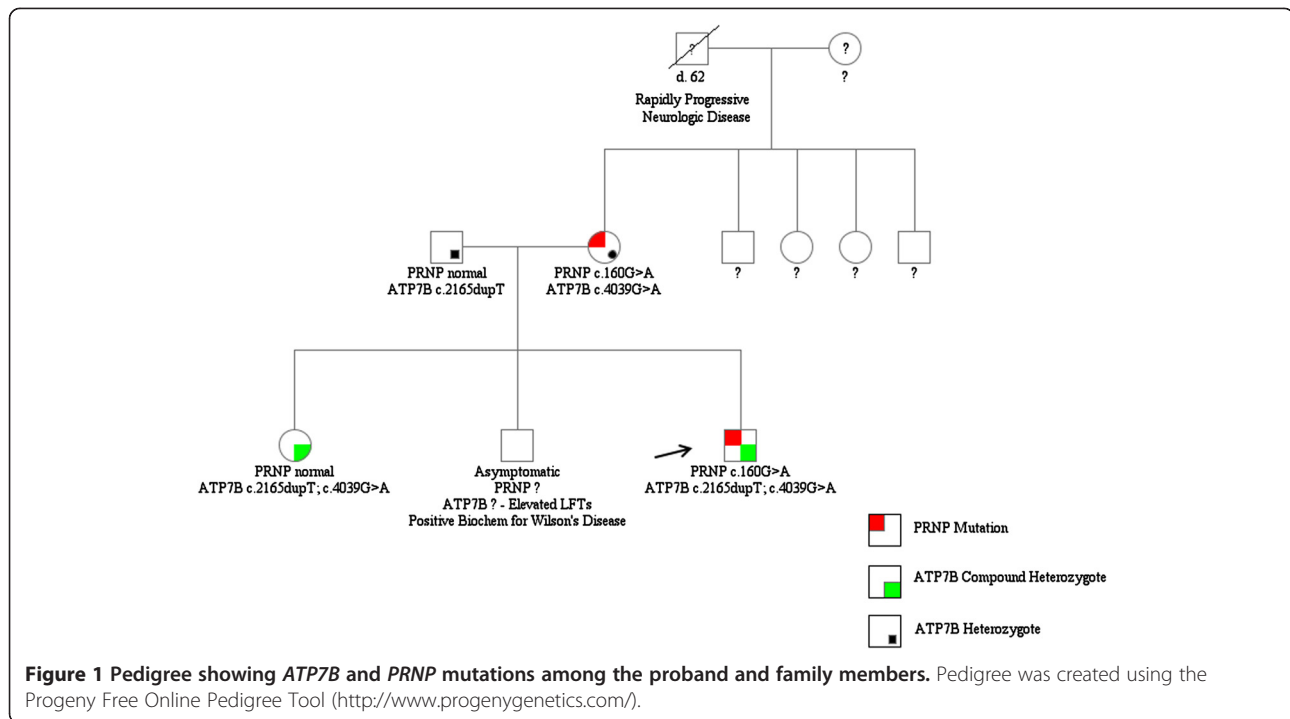 ?
?
d. 62
?
Rapidly Progressive
Neurologic Disease
PRNP normal
ATP7B c.2165dupT
PRNP c.160G>A
ATP7B c.4039G>A
?
?
?
?
PRNP normal
ATP7B c.2165dupT; c.4039G>A
Asymptomatic
PRNP ?
ATP7B ? - Elevated LFTs
Positive Biochem for Wilson's Disease
PRNP c.160G>A
ATP7B c.2165dupT; c.4039G>A
PRNP Mutation
ATP7B Compound Heterozygote
ATP7B Heterozygote
Figure 1 Pedigree showing ATP7B and PRNP mutations among the proband and family members. Pedigree was created using the
Progeny Free Online Pedigree Tool (http://www.progenygenetics.com/).